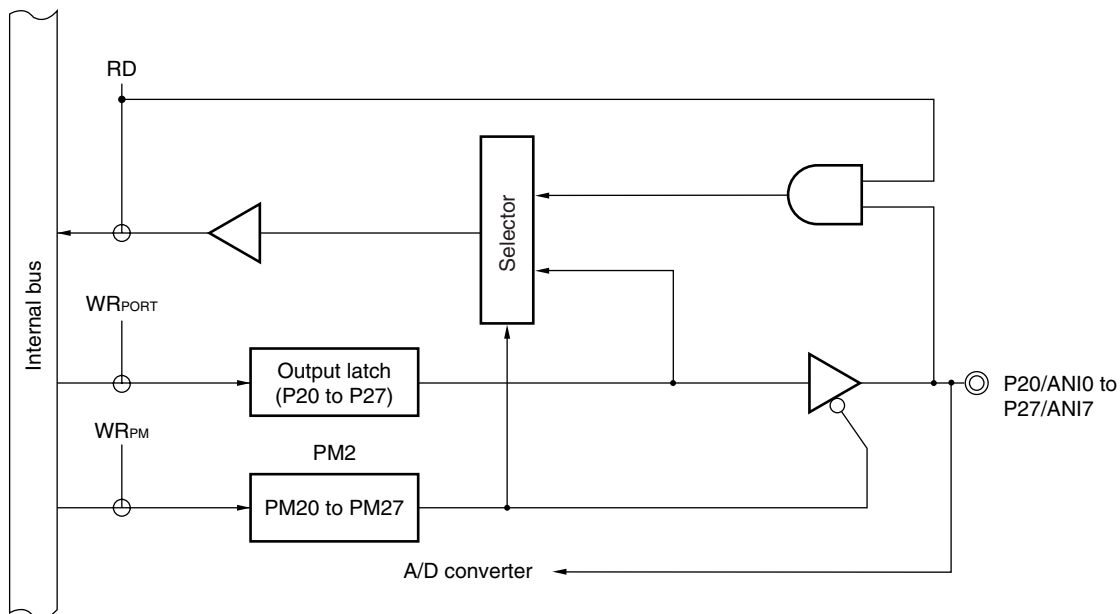 RD
Selector
Internal bus
WRPORT
Output latch
(P20 to P27)
P20/ANI0 to
P27/ANI7
WRPM
PM2
PM20 to PM27
A/D converter